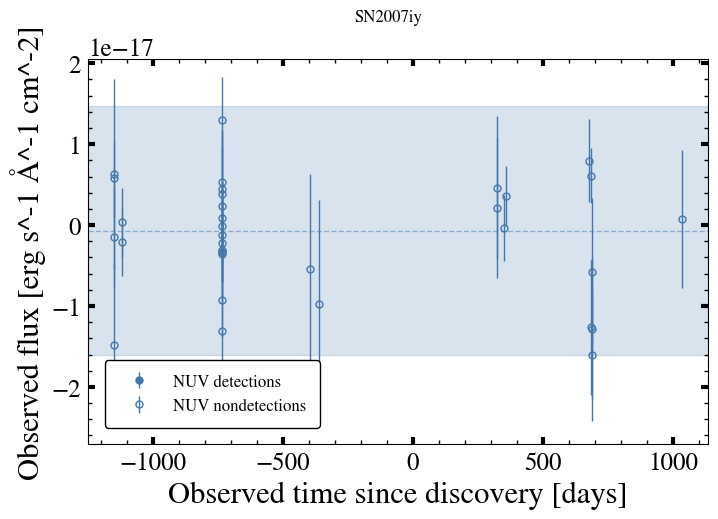 SN2007iy
1e−17
Observed flux [erg s^-1 Å^-1 cm^-2]
2
1
0
−1
−2
NUV detections
NUV nondetections
−1000 −500 0 500 1000
Observed time since discovery [days]